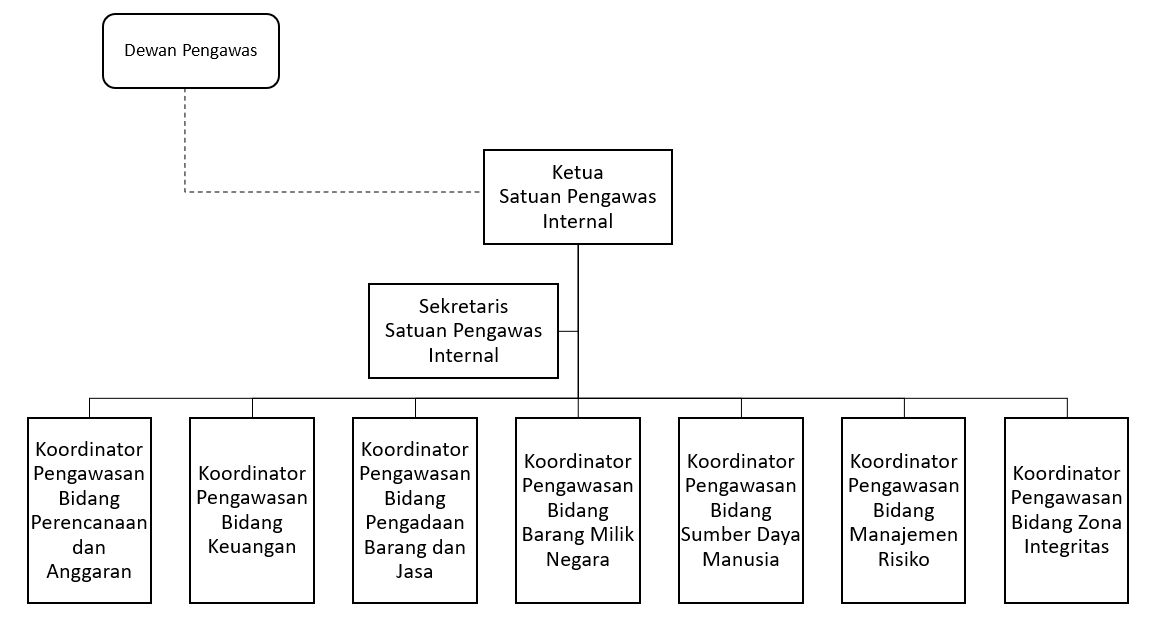 Dewan Pengawas
Ketua
Satuan Pengawas
Internal
Sekretaris
Satuan Pengawas
Internal
Koordinator
Pengawasan
Bidang
Perencanaan
dan
Anggaran
Koordinator
Pengawasan
Bidang
Keuangan
Koordinator
Pengawasan
Bidang
Pengadaan
Barang dan
Jasa
Koordinator
Pengawasan
Bidang
Barang Milik
Negara
Koordinator
Pengawasan
Bidang
Sumber Daya
Manusia
Koordinator
Pengawasan
Bidang
Manajemen
Risiko
Koordinator
Pengawasan
Bidang Zona
Integritas